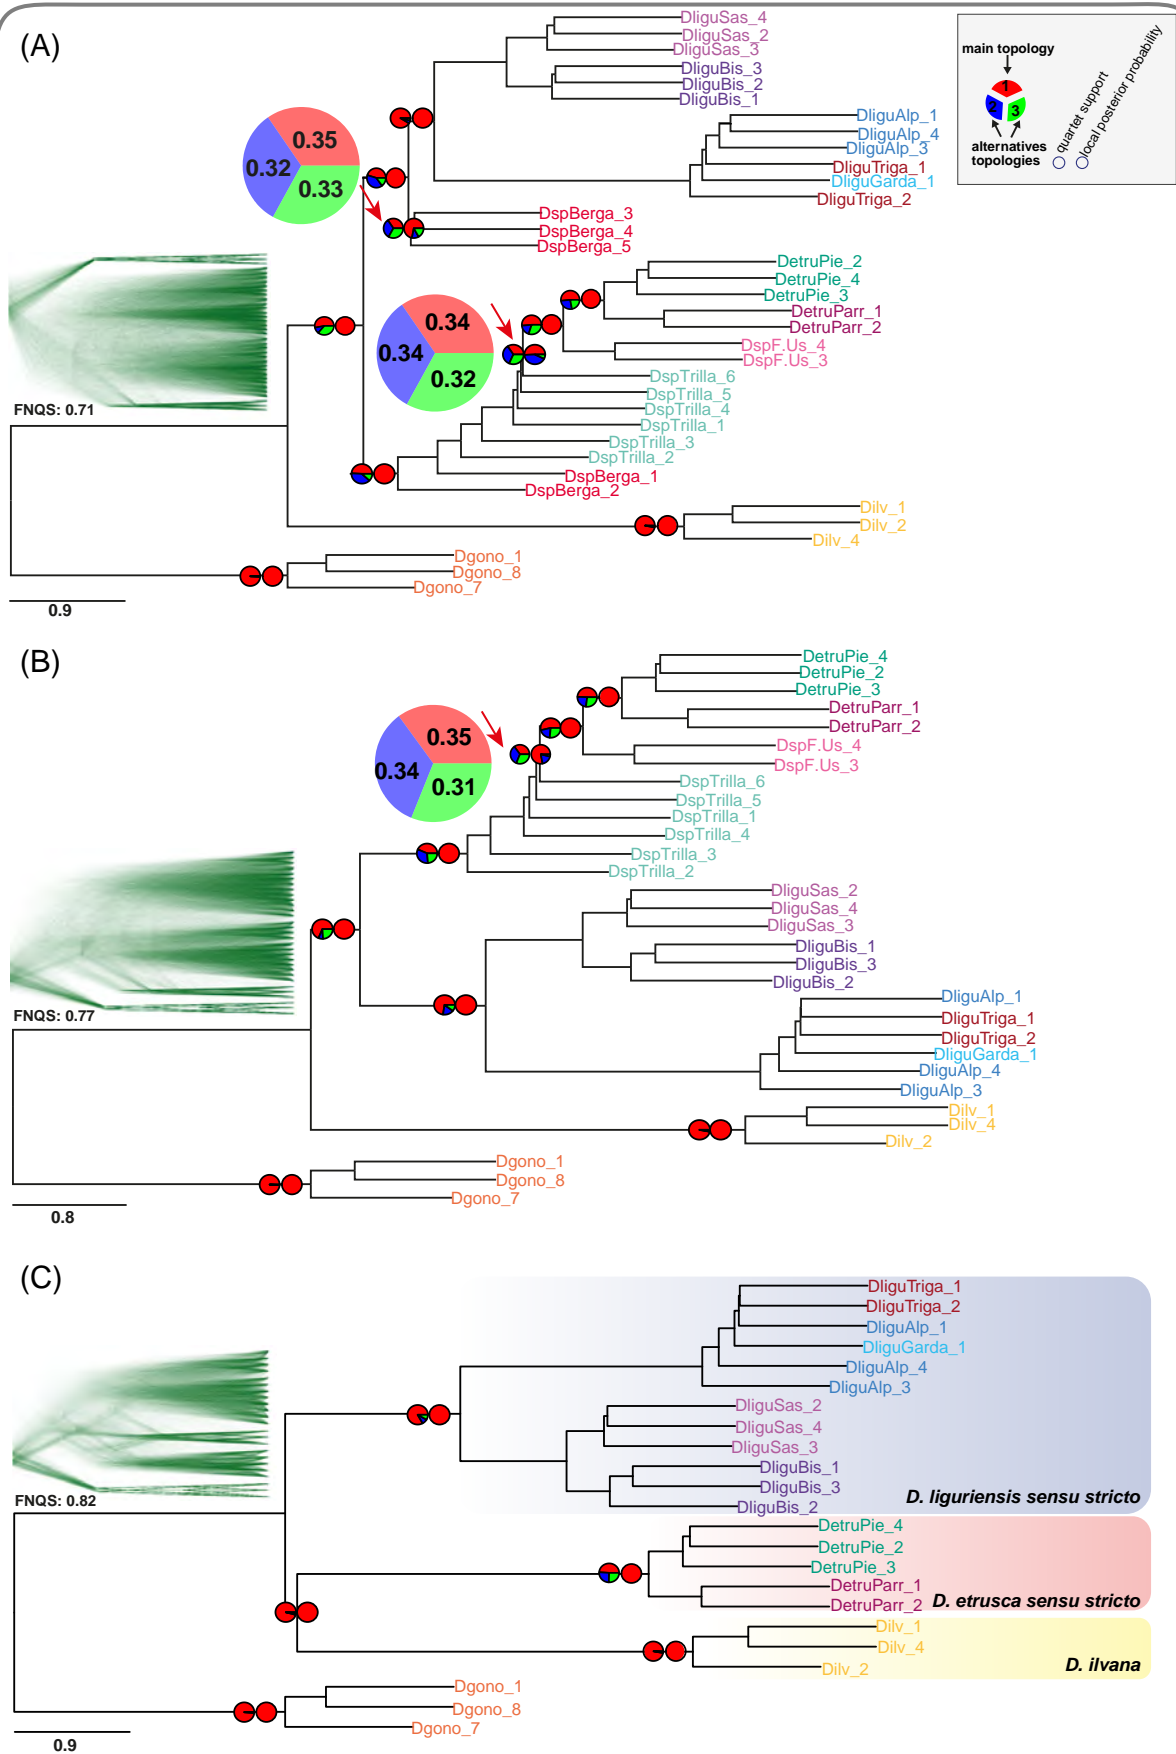 (A)
main topology
1
2
3
alternatives
topologies
quartet support
local posterior probability
DliguSas_4
DliguSas_2
DliguSas_3
DliguBis_3
DliguBis_2
DliguBis_1
DliguAlp_1
DliguAlp_4
DliguAlp_3
DliguTriga_1
DliguGarda_1
DliguTriga_2
0.35
0.32
0.33
DspBerga_3
DspBerga_4
DspBerga_5
DetruPie_2
DetruPie_4
DetruPie_3
DetruParr_1
DetruParr_2
0.34
0.34
0.32
DspF.Us_4
DspF.Us_3
DspTrilla_6
DspTrilla_5
DspTrilla_4
DspTrilla_1
DspTrilla_3
DspTrilla_2
DspBerga_1
DspBerga_2
FNQS: 0.71
Dilv_1
Dilv_2
Dilv_4
Dgono_1
Dgono_8
Dgono_7
0.9
(B)
DetruPie_4
DetruPie_2
DetruPie_3
DetruParr_1
DetruParr_2
0.35
0.34
0.31
DspF.Us_4
DspF.Us_3
DspTrilla_6
DspTrilla_5
DspTrilla_1
DspTrilla_4
DspTrilla_3
DspTrilla_2
DliguSas_2
DliguSas_4
DliguSas_3
DliguBis_1
DliguBis_3
DliguBis_2
DliguAlp_1
DliguTriga_1
DliguTriga_2
DliguGarda_1
DliguAlp_4
DliguAlp_3
FNQS: 0.77
Dilv_1
Dilv_4
Dilv_2
Dgono_1
Dgono_8
Dgono_7
0.8
(C)
DliguTriga_1
DliguTriga_2
DliguAlp_1
DliguGarda_1
DliguAlp_4
DliguAlp_3
DliguSas_2
DliguSas_4
DliguSas_3
DliguBis_1
DliguBis_3
DliguBis_2
D. liguriensis sensu stricto
FNQS: 0.82
DetruPie_4
DetruPie_2
DetruPie_3
DetruParr_1
DetruParr_2
D. etrusca sensu stricto
Dilv_1
Dilv_4
Dilv_2
D. ilvana
Dgono_1
Dgono_8
Dgono_7
0.9